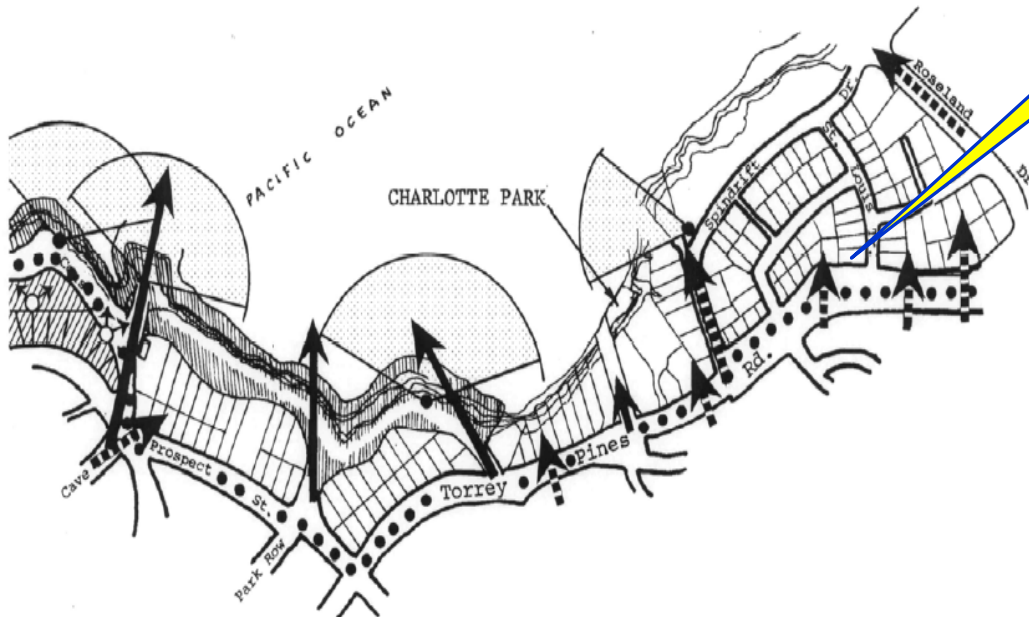 PACIFIC OCEAN
CHARLOTTE PARK
Roseland
Dr.
Spindrift
Dr.
St.
Louis
Prospect
St.
Cave
Park Row
Torrey
Pines
Rd.